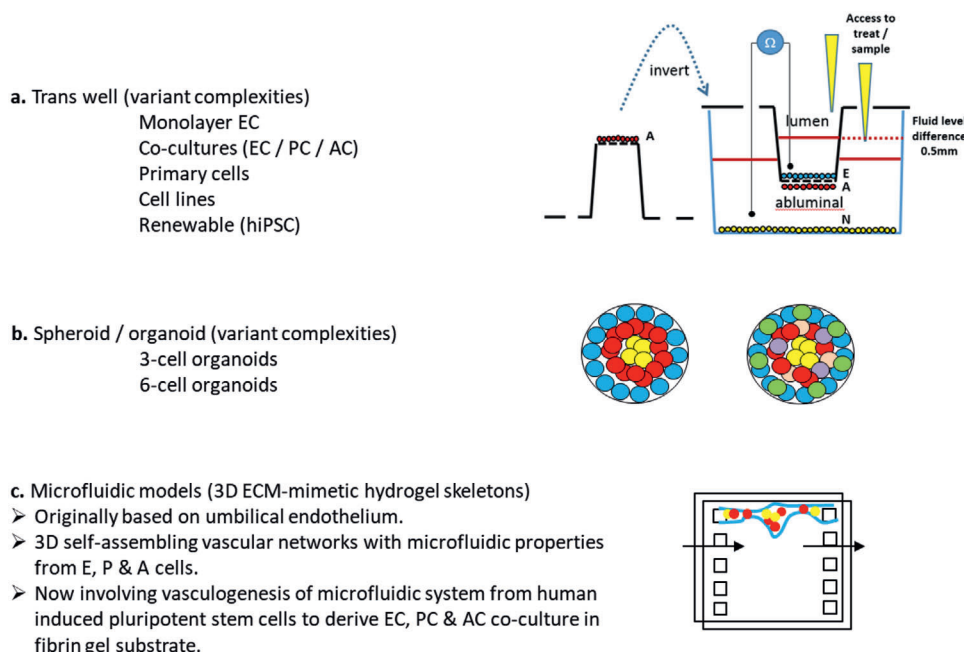 a. Trans well (variant complexities)
Monolayer EC
Co-cultures (EC / PC / AC)
Primary cells
Cell lines
Renewable (hiPSC)
invert
A
Ω
Access to
treat /
sample
lumen
Fluid level
difference
0.5mm
E
A
abluminal
N
b. Spheroid / organoid (variant complexities)
3-cell organoids
6-cell organoids
c. Microfluidic models (3D ECM-mimetic hydrogel skeletons)
➢ Originally based on umbilical endothelium.
➢ 3D self-assembling vascular networks with microfluidic properties
from E, P & A cells.
➢ Now involving vasculogenesis of microfluidic system from human
induced pluripotent stem cells to derive EC, PC & AC co-culture in
fibrin gel substrate.